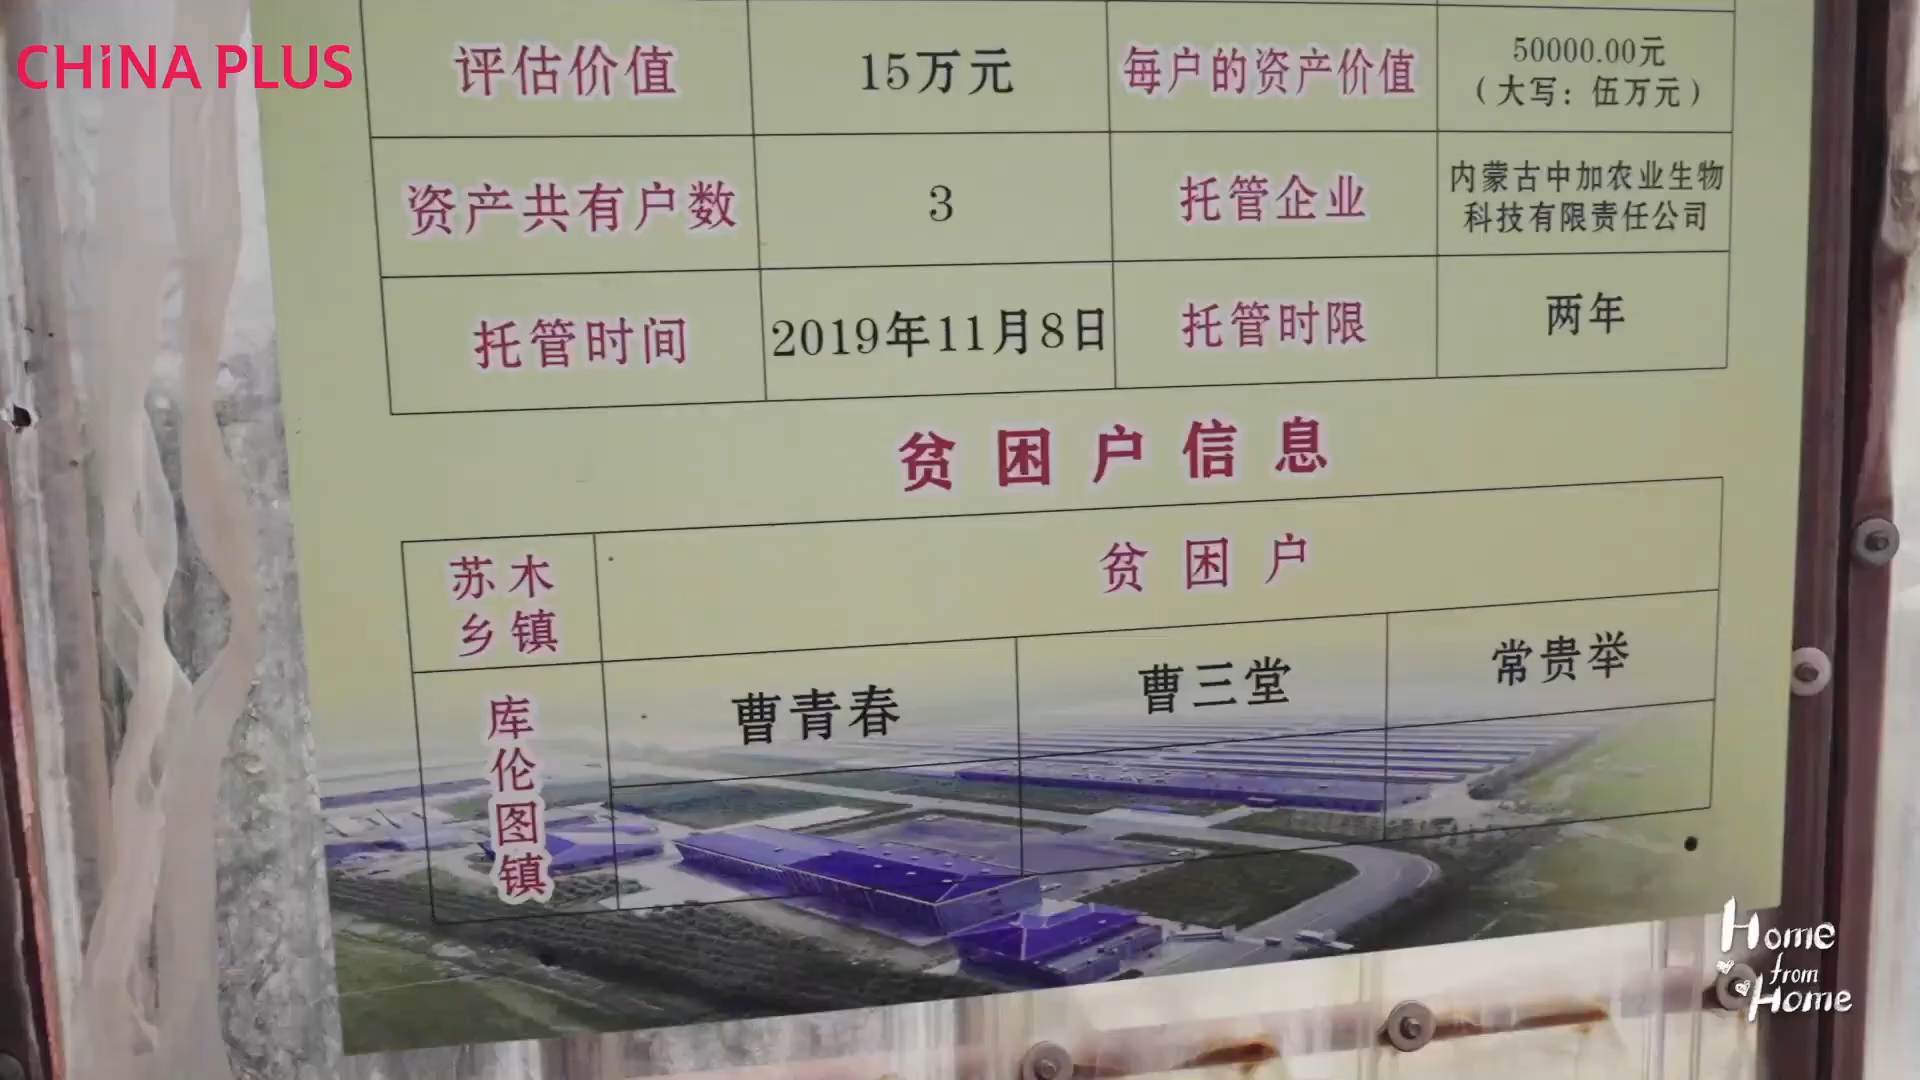 CHiNA PLUS
评估价值
15万元
每户的资产价值
50000.00元
（大写：伍万元）
资产共有户数
3
托管企业
内蒙古中加农业生物
科技有限责任公司
托管时间
2019年11月8日
托管时限
两年
贫困户信息
苏木
乡镇
贫困户
库伦图镇
曹青春
曹三堂
常贵举
Home
from
Home